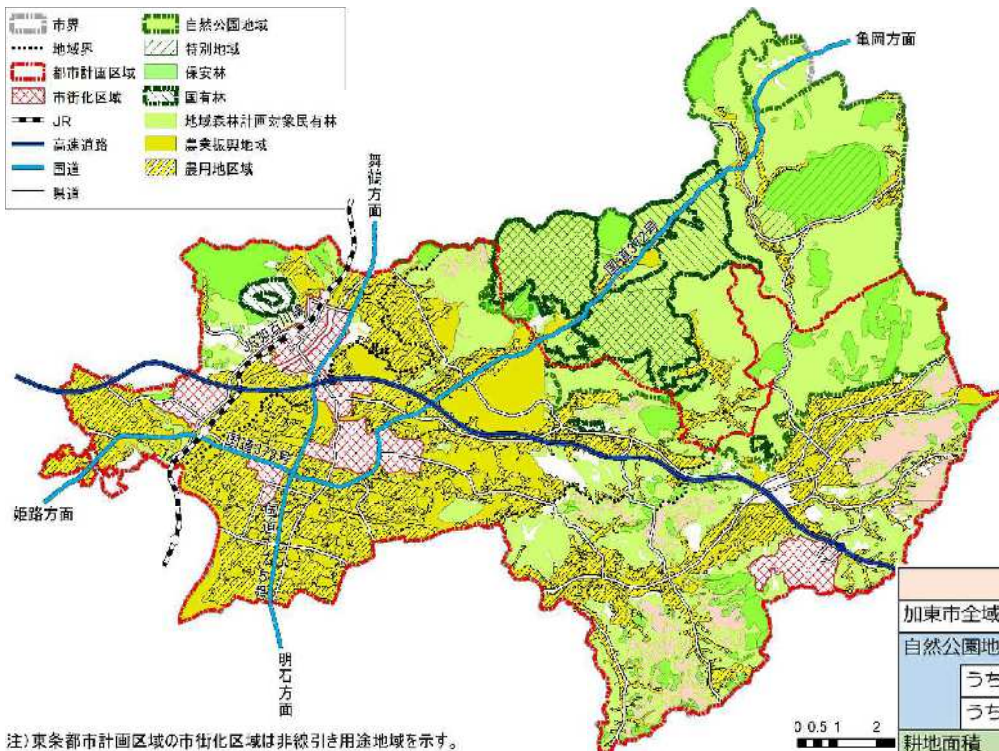 市界
地域界
都市計画区域
市街化区域
JR
高速道路
国道
県道
自然公園地域
特別地域
保安林
国有林
地域森林計画対象民有林
農業振興地域
農用地区域
亀岡方面
舞鶴方面
国道372号
姫路方面
明石方面
加東市全域
自然公園地
うち
うち
耕地面積
0 0.5 1 2
注)東条都市計画区域の市街化区域は非線引き用途地域を示す。